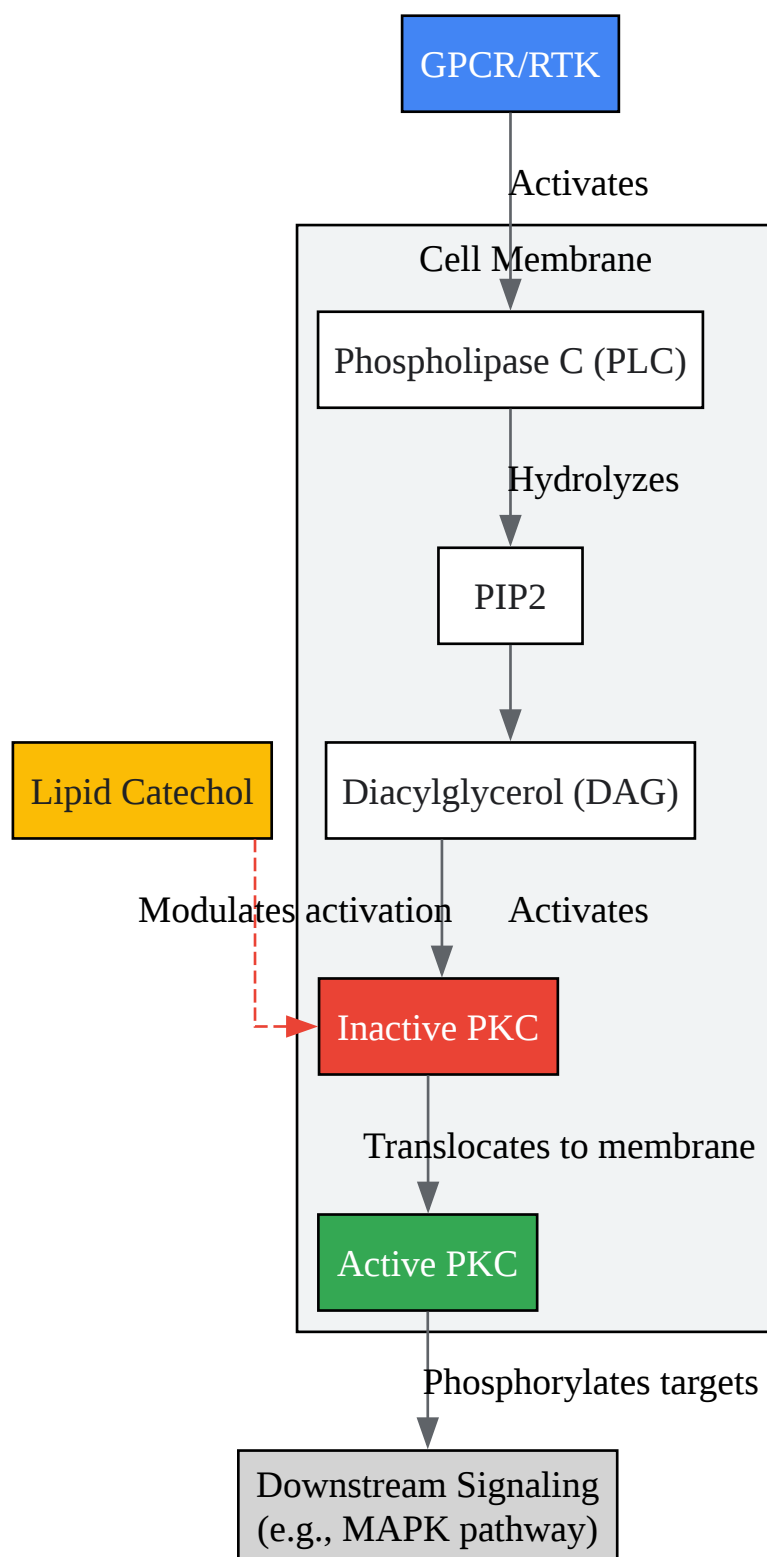 GPCR/RTK
Activates
Cell Membrane
Phospholipase C (PLC)
Hydrolyzes
PIP2
Lipid Catechol
Diacylglycerol (DAG)
Modulates activation
Activates
Inactive PKC
Translocates to membrane
Active PKC
Phosphorylates targets
Downstream Signaling
(e.g., MAPK pathway)